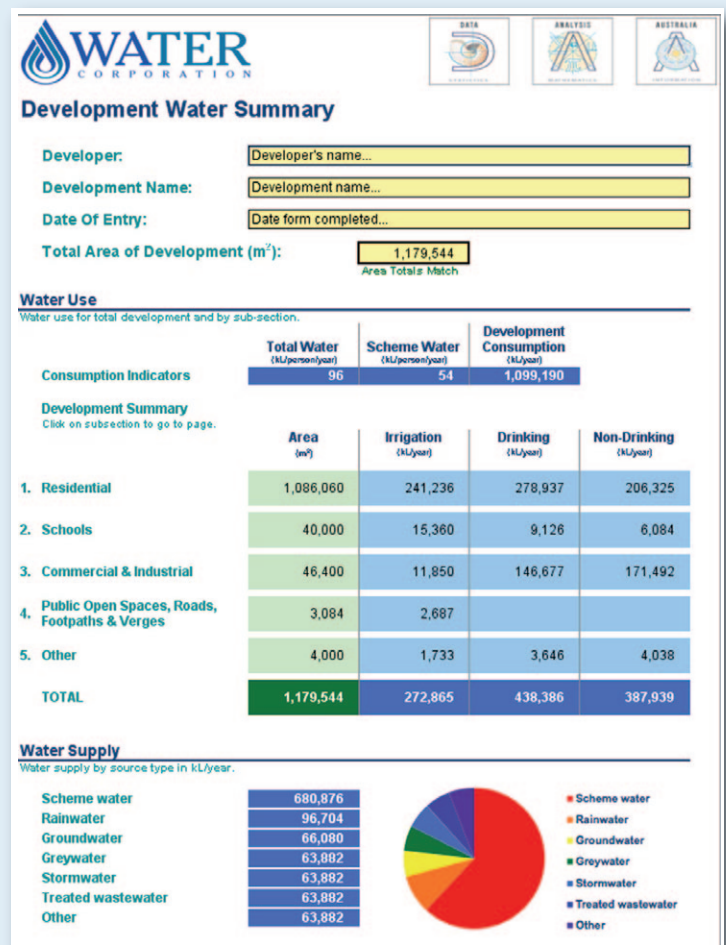 WATER
CORPORATION
DATA
ANALYSIS
AUSTRALIA
Development Water Summary
Developer: Developer's name...
Development Name: Development name...
Date Of Entry: Date form completed...
Total Area of Development (m²): 1,179,544
Area Totals Match
Water Use
Water use for total development and by sub-section.
Total Water (kL/person/year) Scheme Water (kL/person/year) Development Consumption (kL/year)
Consumption Indicators 96 54 1,099,190
Development Summary
Click on subsection to go to page.
Area (m²) Irrigation (kL/year) Drinking (kL/year) Non-Drinking (kL/year)
1. Residential 1,086,060 241,236 278,937 206,325
2. Schools 40,000 15,360 9,126 6,084
3. Commercial & Industrial 46,400 11,850 146,677 171,492
4. Public Open Spaces, Roads, Footpaths & Verges 3,084 2,687
5. Other 4,000 1,733 3,646 4,038
TOTAL 1,179,544 272,865 438,386 387,939
Water Supply
Water supply by source type in kL/year.
Scheme water 680,876
Rainwater 96,704
Groundwater 66,080
Greywater 63,882
Stormwater 63,882
Treated wastewater 63,882
Other 63,882
Scheme water
Rainwater
Groundwater
Greywater
Stormwater
Treated wastewater
Other